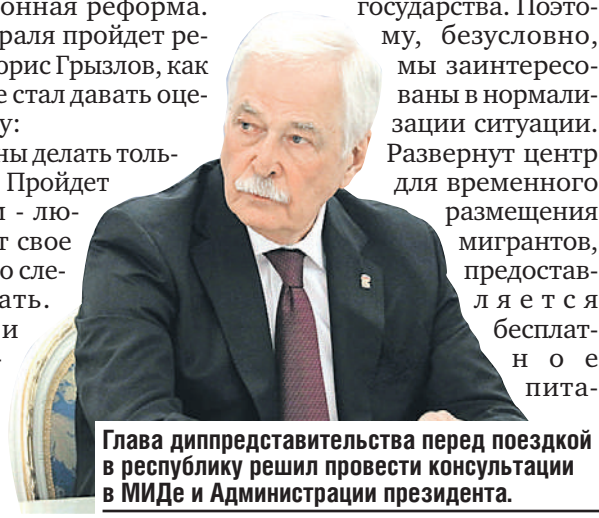 онная реформа.
раля пройдет ре-
орис Грызлов, как
е стал давать оце-
у:
ны делать толь-
Пройдет
и - лю-
т свое
о сле-
ать.
и
государства. Поэто-
му, безусловно,
мы заинтересо-
ваны в нормали-
зации ситуации.
Развернут центр
для временного
размещения
мигрантов,
предостав-
ляется
бесплат-
ное
пита-
Глава диппредставительства перед поездкой
в республику решил провести консультации
в МИДе и Администрации президента.